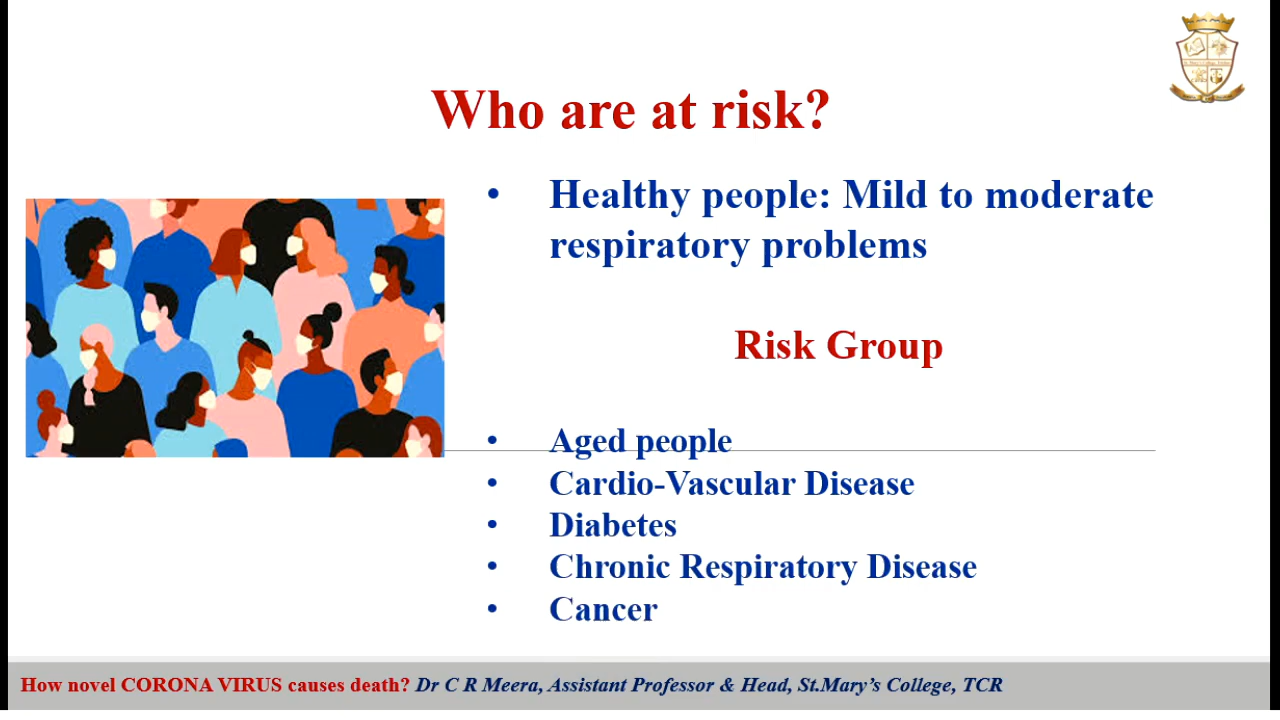 Who are at risk?
• Healthy people: Mild to moderate
respiratory problems
Risk Group
• Aged people
• Cardio-Vascular Disease
• Diabetes
• Chronic Respiratory Disease
• Cancer
How novel CORONA VIRUS causes death? Dr C R Meera, Assistant Professor & Head, St.Mary’s College, TCR